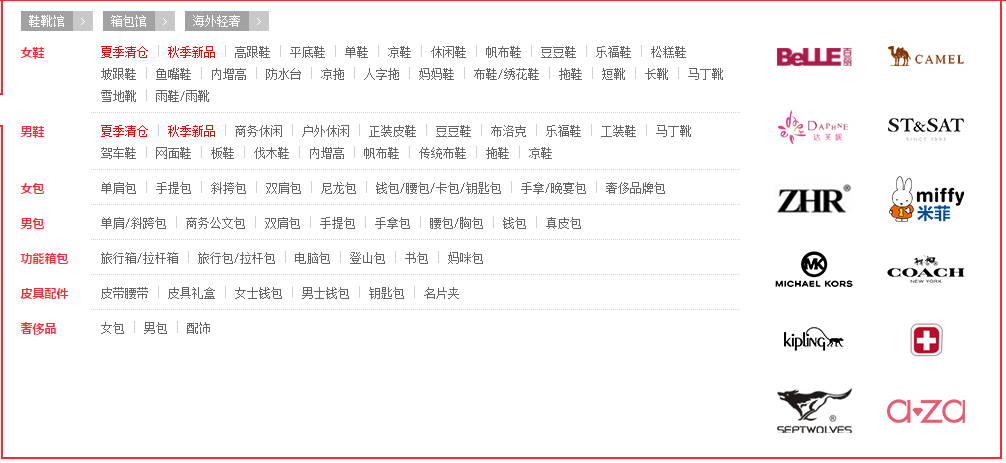 鞋靴馆 > 箱包馆 > 海外轻奢 >
女鞋 夏季清仓 秋季新品 高跟鞋 平底鞋 单鞋 凉鞋 休闲鞋 帆布鞋 豆豆鞋 乐福鞋 松糕鞋
坡跟鞋 鱼嘴鞋 内增高 防水台 凉拖 人字拖 妈妈鞋 布鞋/绣花鞋 拖鞋 短靴 长靴 马丁靴
雪地靴 雨鞋/雨靴
男鞋 夏季清仓 秋季新品 商务休闲 户外休闲 正装皮鞋 豆豆鞋 布洛克 乐福鞋 工装鞋 马丁靴
驾车鞋 网面鞋 板鞋 伐木鞋 内增高 帆布鞋 传统布鞋 拖鞋 凉鞋
女包 单肩包 手提包 斜挎包 双肩包 尼龙包 钱包/腰包/卡包/钥匙包 手拿/晚宴包 奢侈品牌包
男包 单肩/斜跨包 商务公文包 双肩包 手提包 手拿包 腰包/胸包 钱包 真皮包
功能箱包 旅行箱/拉杆箱 旅行包/拉杆包 电脑包 登山包 书包 妈咪包
皮具配件 皮带腰带 皮具礼盒 女士钱包 男士钱包 钥匙包 名片夹
奢侈品 女包 男包 配饰
BeLLE 百丽
CAMEL
DAPHNE
达芙妮
ST&SAT
SINCE 1993
ZHR®
miffy
米菲
MK
MICHAEL KORS
COACH
NEW YORK
kipling
SEPTWOLVES ®
a-za